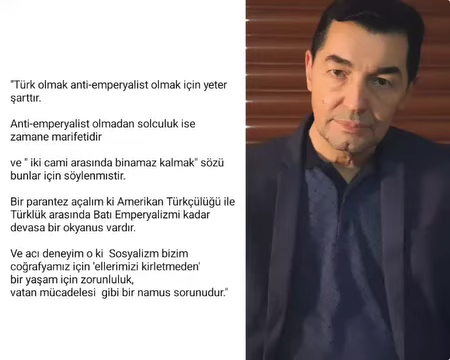 "Türk olmak anti-emperyalist olmak için yeter
şarttır.
Anti-emperyalist olmadan solculuk ise
zamane marifetidir
ve " iki cami arasında binamaz kalmak" sözü
bunlar için söylenmıstir.
Bir parantez açalım ki Amerikan Türkçülüğü ile
Türklük arasında Batı Emperyalizmi kadar
devasa bir okyanus vardır.
Ve acı deneyim o ki Sosyalizm bizim
coğrafyamız için 'ellerimizi kirletmeden'
bir yaşam için zorunluluk,
vatan mücadelesi gibi bir namus sorunudur."